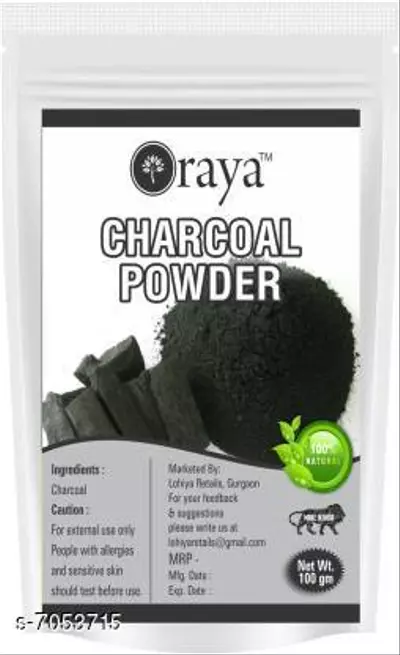 Oraya™
CHARCOAL
POWDER
100%
NATURAL
Ingredients :
Charcoal
Caution :
For external use only
People with allergies
and sensitive skin
should test before use.
Marketed By:
Lohiya Retails, Gurgaon
For your feedback
& suggestions
please write us at
lohiyaretails@gmail.com
MRP -
Mfg. Date :
Exp. Date :
Net Wt.
100 gm
s-7053715